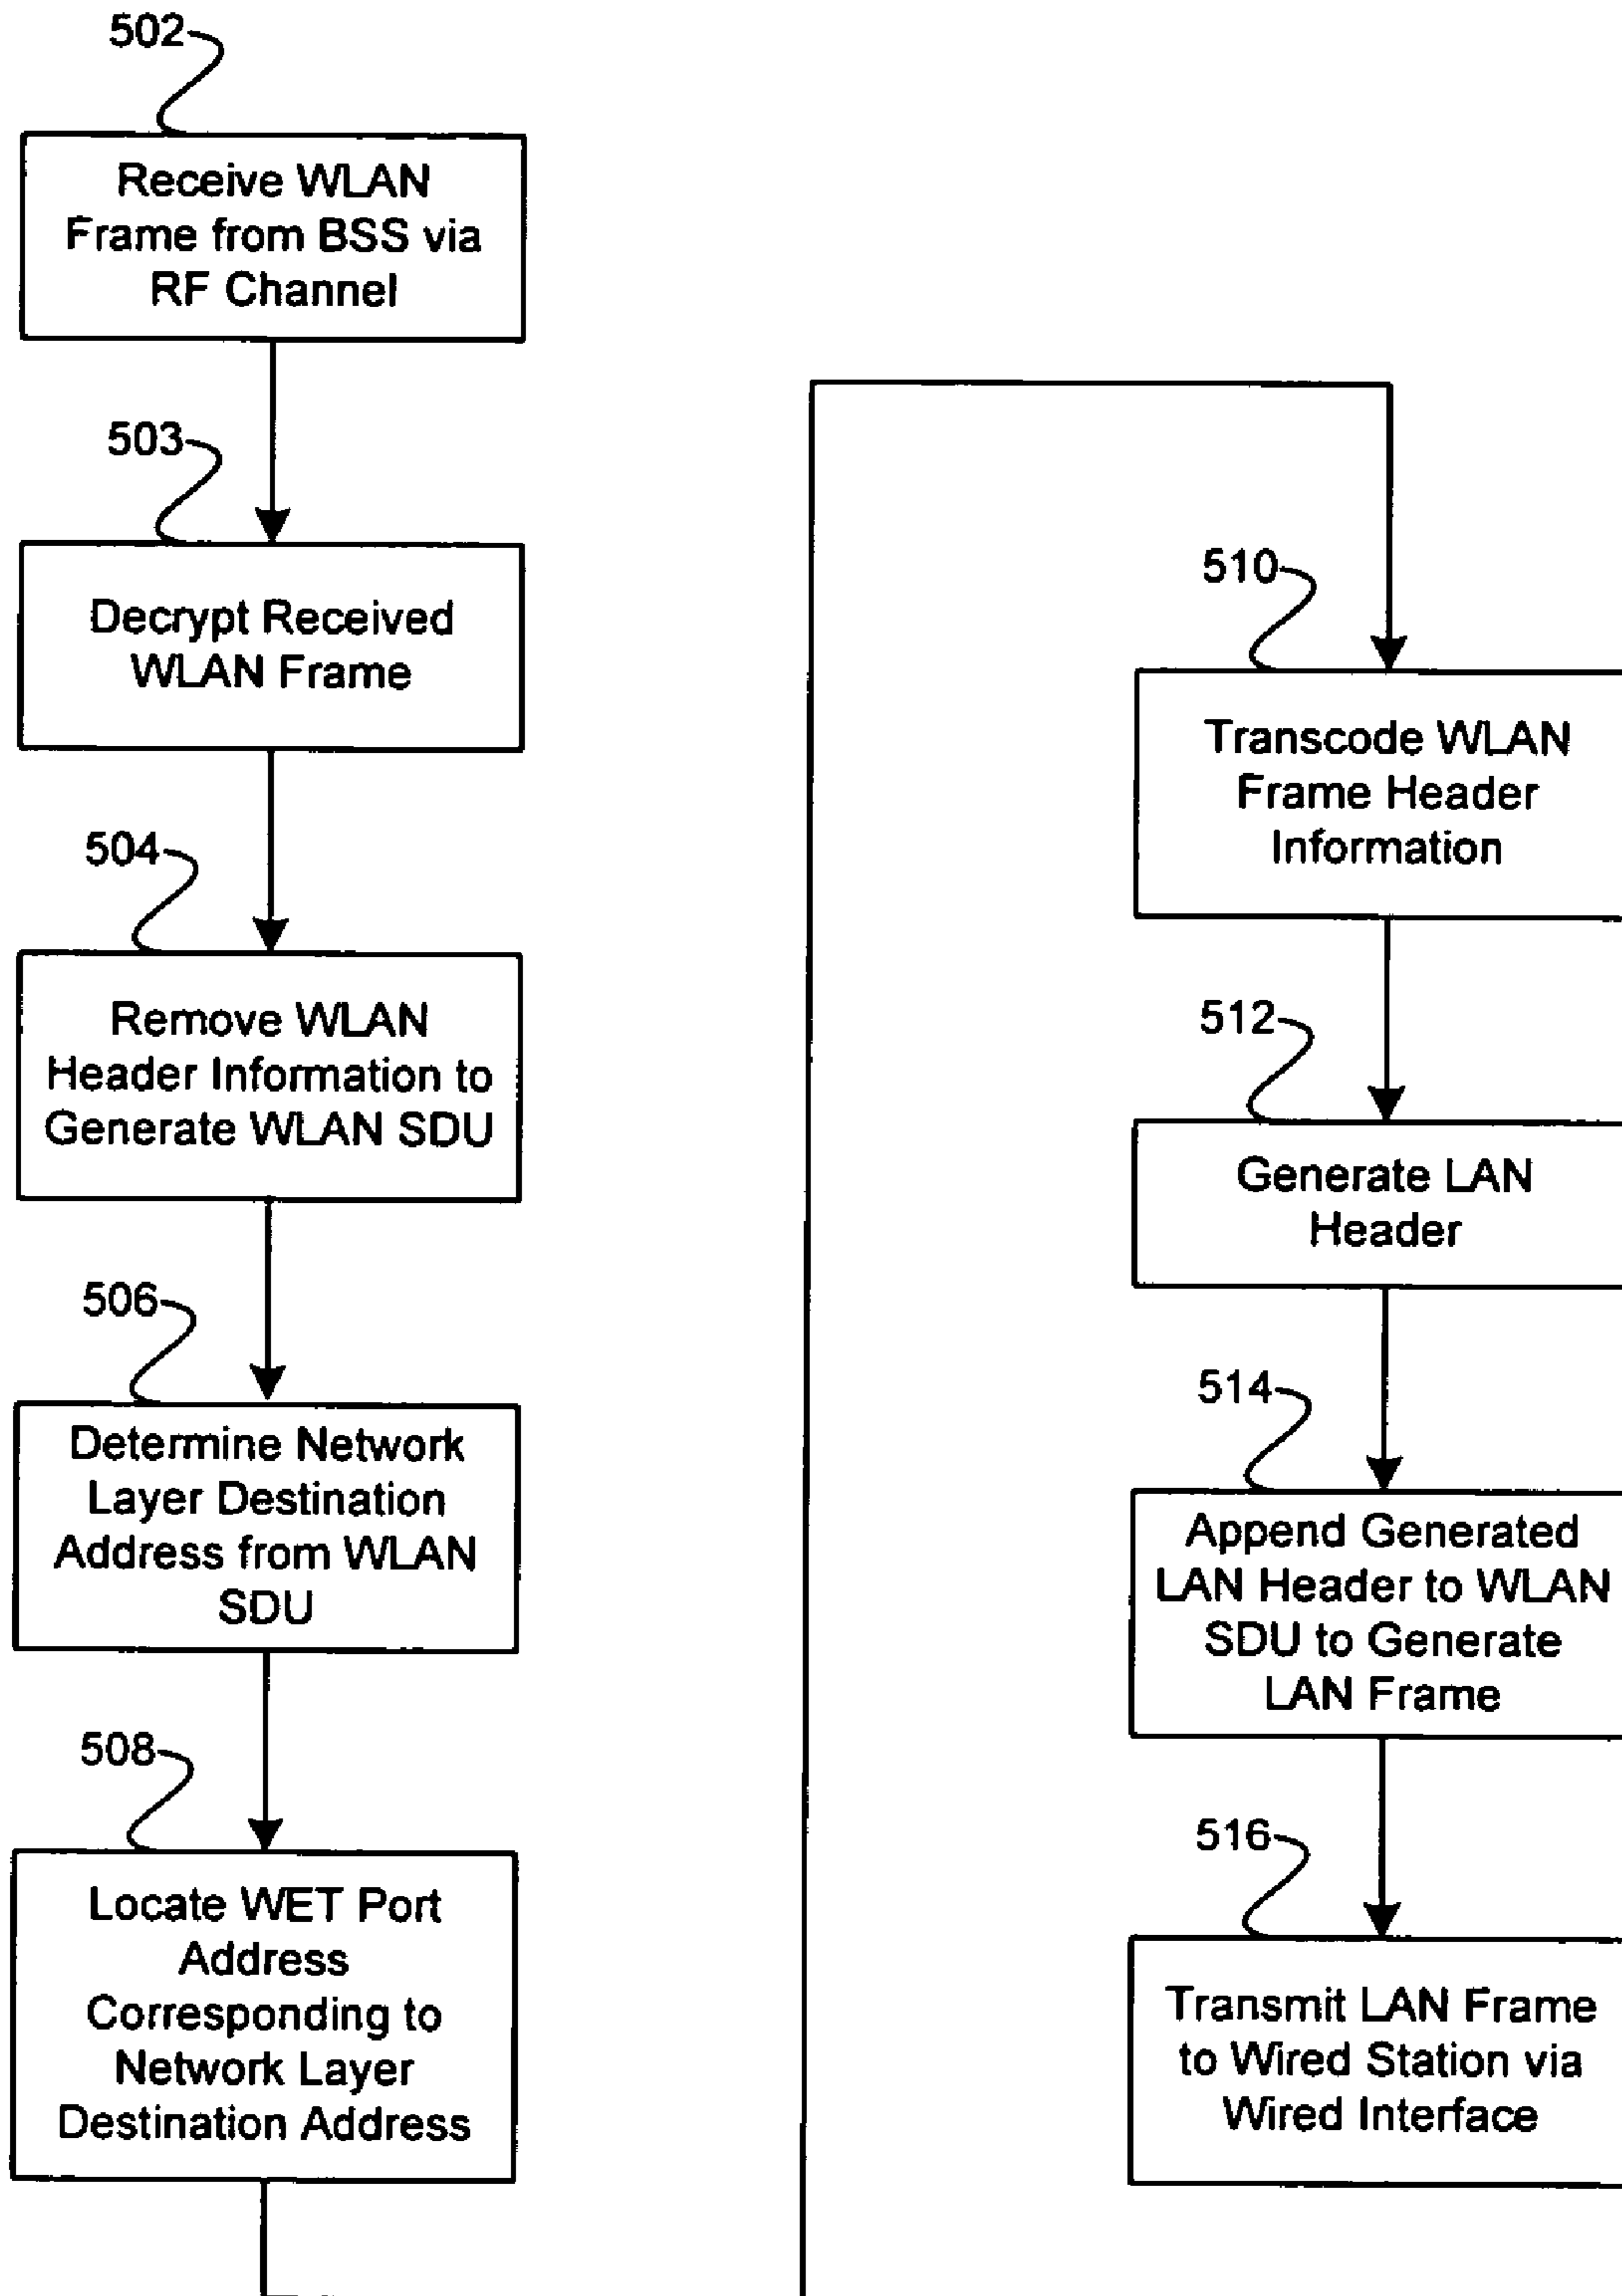 502
Receive WLAN
Frame from BSS via
RF Channel
503
Decrypt Received
WLAN Frame
504
Remove WLAN
Header Information to
Generate WLAN SDU
506
Determine Network
Layer Destination
Address from WLAN
SDU
508
Locate WET Port
Address
Corresponding to
Network Layer
Destination Address
510
Transcode WLAN
Frame Header
Information
512
Generate LAN
Header
514
Append Generated
LAN Header to WLAN
SDU to Generate
LAN Frame
516
Transmit LAN Frame
to Wired Station via
Wired Interface